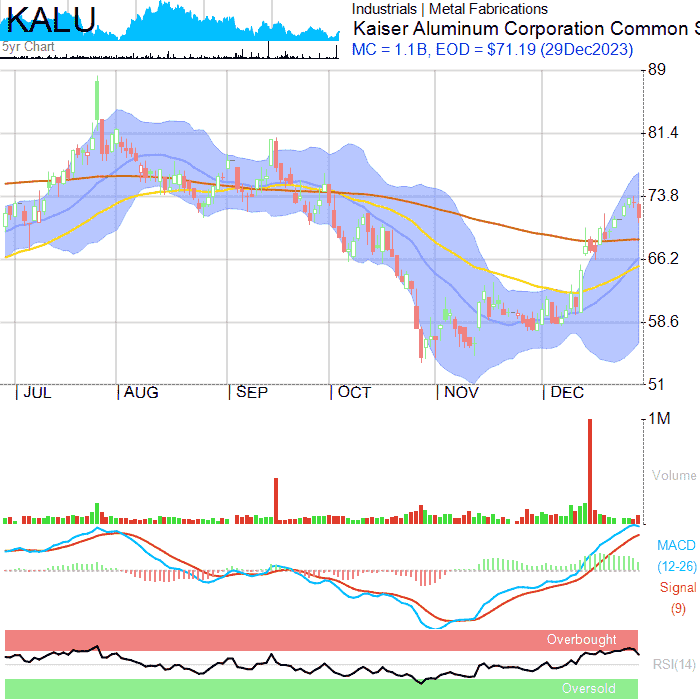 KALU
5yr Chart
Industrials | Metal Fabrications
Kaiser Aluminum Corporation Common S
MC = 1.1B, EOD = $71.19 (29Dec2023)
89
81.4
73.8
66.2
58.6
51
|JUL |AUG |SEP |OCT |NOV |DEC
1M
Volume
MACD
(12-26)
Signal
(9)
Overbought
RSI(14)
Oversold